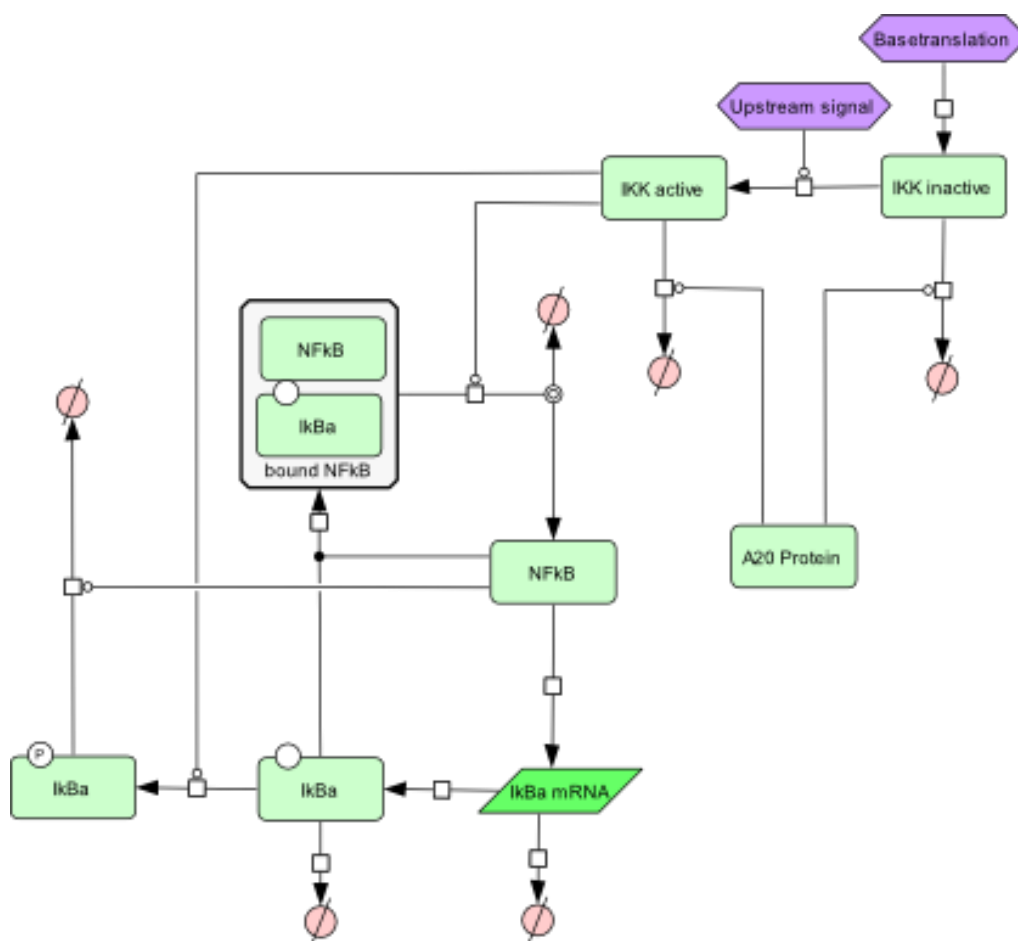 Basetranslation
Upstream signal
IKK active
IKK inactive
NFkB
IkBa
bound NFkB
NFkB
A20 Protein
P
IkBa
IkBa
IkBa mRNA